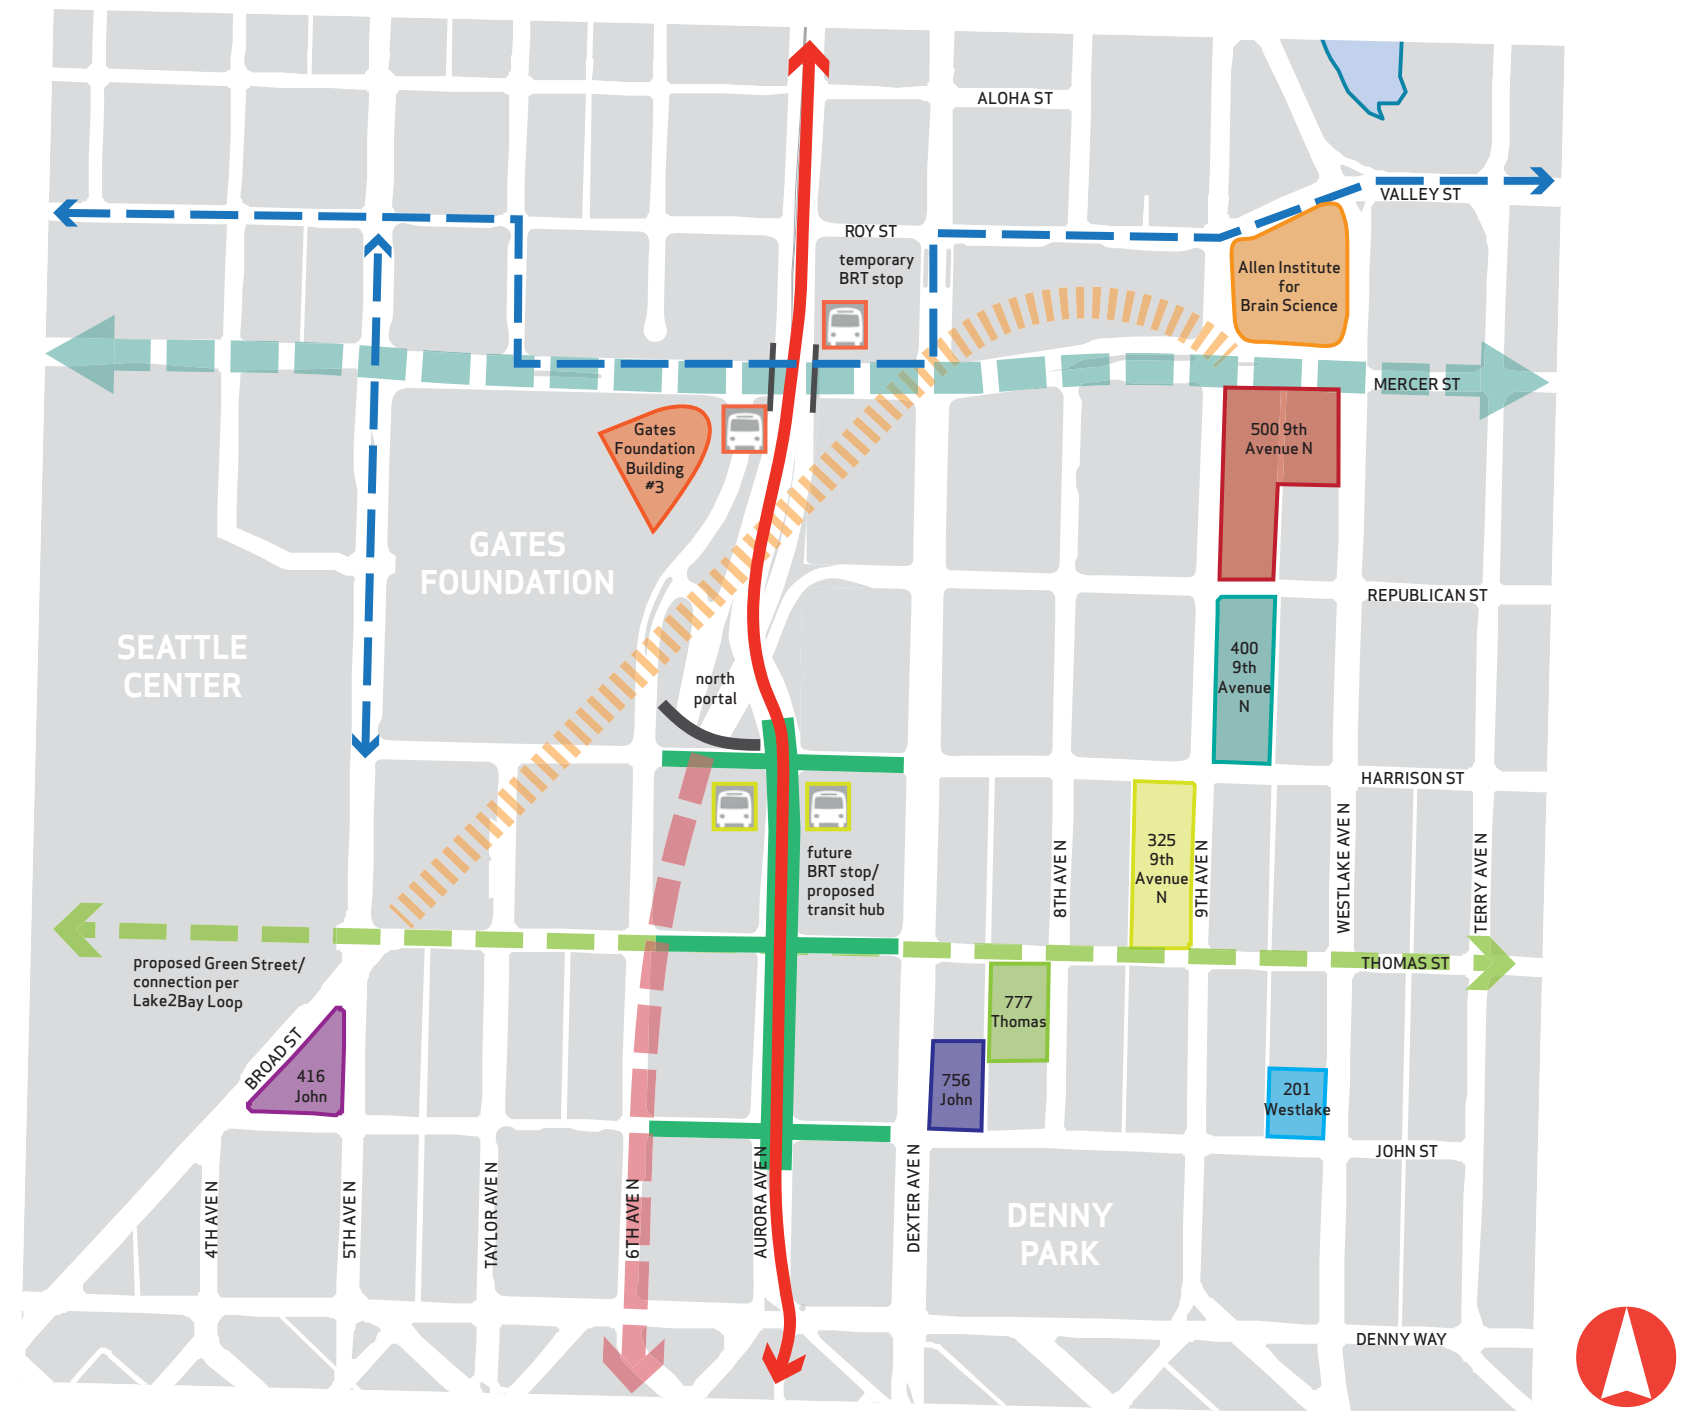 ALOHA ST
VALLEY ST
ROY ST
temporary
BRT stop
Allen Institute
for
Brain Science
MERCER ST
Gates
Foundation
Building
#3
500 9th
Avenue N
GATES
FOUNDATION
REPUBLICAN ST
SEATTLE
CENTER
400
9th
Avenue
N
north
portal
HARRISON ST
future
BRT stop/
proposed
transit hub
8TH AVE N
325
9th
Avenue
N
9TH AVE N
WESTLAKE AVE N
TERRY AVE N
THOMAS ST
proposed Green Street/
connection per
Lake2Bay Loop
777
Thomas
BROAD ST
416
John
756
John
201
Westlake
JOHN ST
4TH AVE N
5TH AVE N
TAYLOR AVE N
6TH AVE N
AURORA AVE N
DEXTER AVE N
DENNY
PARK
DENNY WAY